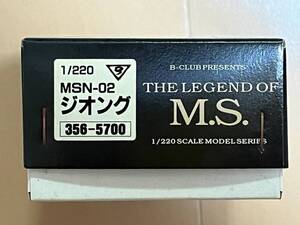 1/220
MSN-02
ジオング
356-5700
B-CLUB PRESENTS
THE LEGEND OF
M.S.
1/220 SCALE MODEL SERIES